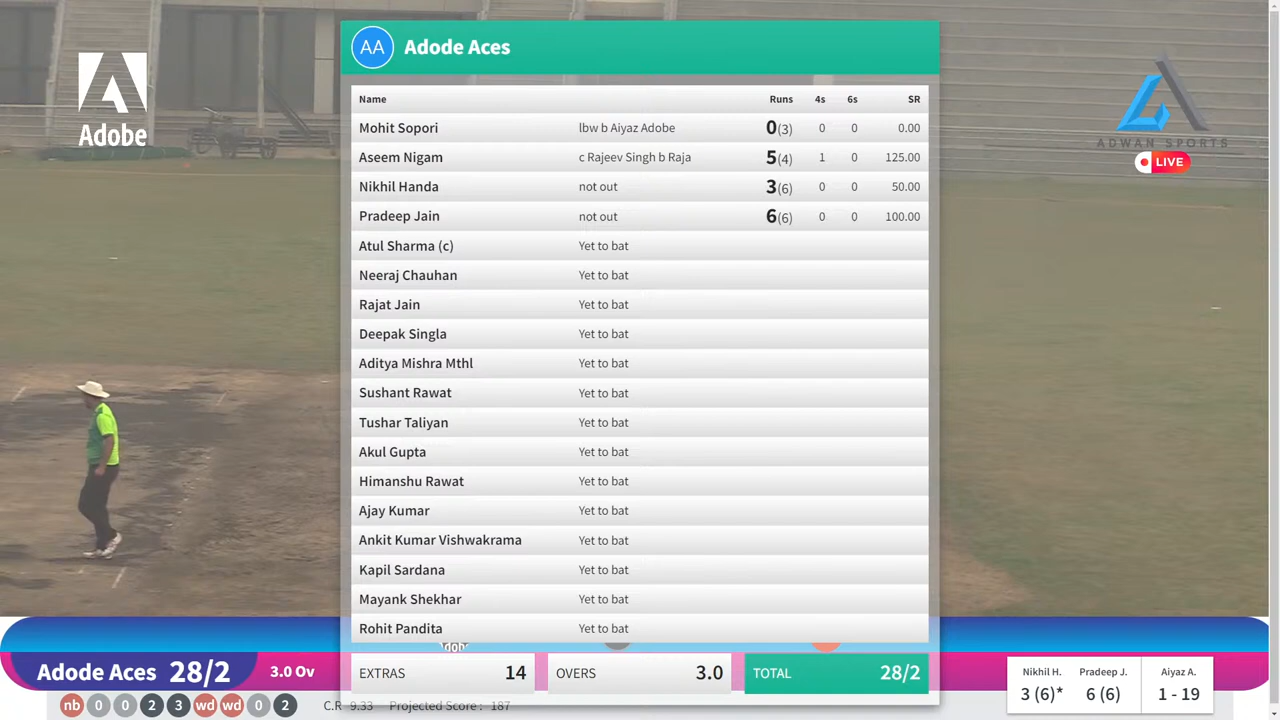 AA Adode Aces
Name Runs 4s 6s SR
Mohit Sopori lbw b Aiyaz Adobe 0(3) 0 0 0.00
Aseem Nigam c Rajeev Singh b Raja 5(4) 1 0 125.00
Nikhil Handa not out 3(6) 0 0 50.00
Pradeep Jain not out 6(6) 0 0 100.00
Atul Sharma (c) Yet to bat
Neeraj Chauhan Yet to bat
Rajat Jain Yet to bat
Deepak Singla Yet to bat
Aditya Mishra Mthl Yet to bat
Sushant Rawat Yet to bat
Tushar Taliyan Yet to bat
Akul Gupta Yet to bat
Himanshu Rawat Yet to bat
Ajay Kumar Yet to bat
Ankit Kumar Vishwakrama Yet to bat
Kapil Sardana Yet to bat
Mayank Shekhar Yet to bat
Rohit Pandita Yet to bat
EXTRAS 14 OVERS 3.0 TOTAL 28/2
Adobe
ADWAN SPORTS
LIVE
Adode Aces 28/2 3.0 Ov
nb 0 0 2 3 wd wd 0 2
C.R 9.33 Projected Score : 187
Nikhil H. Pradeep J. Aiyaz A.
3 (6)* 6 (6) 1 - 19